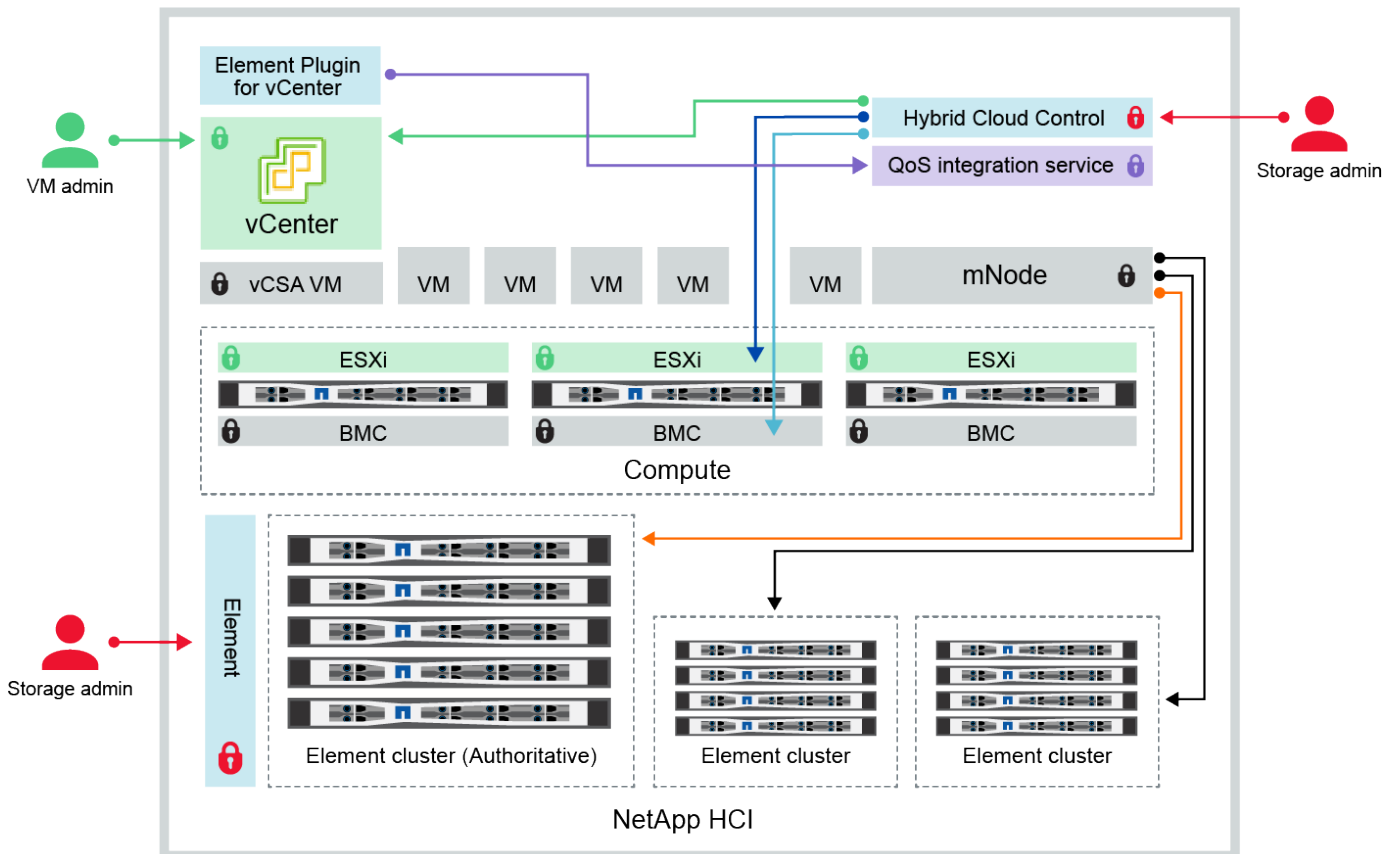 Element Plugin
for vCenter
Hybrid Cloud Control
QoS integration service
VM admin
Storage admin
vCenter
vCSA VM
VM
VM
VM
VM
VM
mNode
ESXi
ESXi
ESXi
BMC
BMC
BMC
Compute
Element
Storage admin
Element cluster (Authoritative)
Element cluster
Element cluster
NetApp HCI